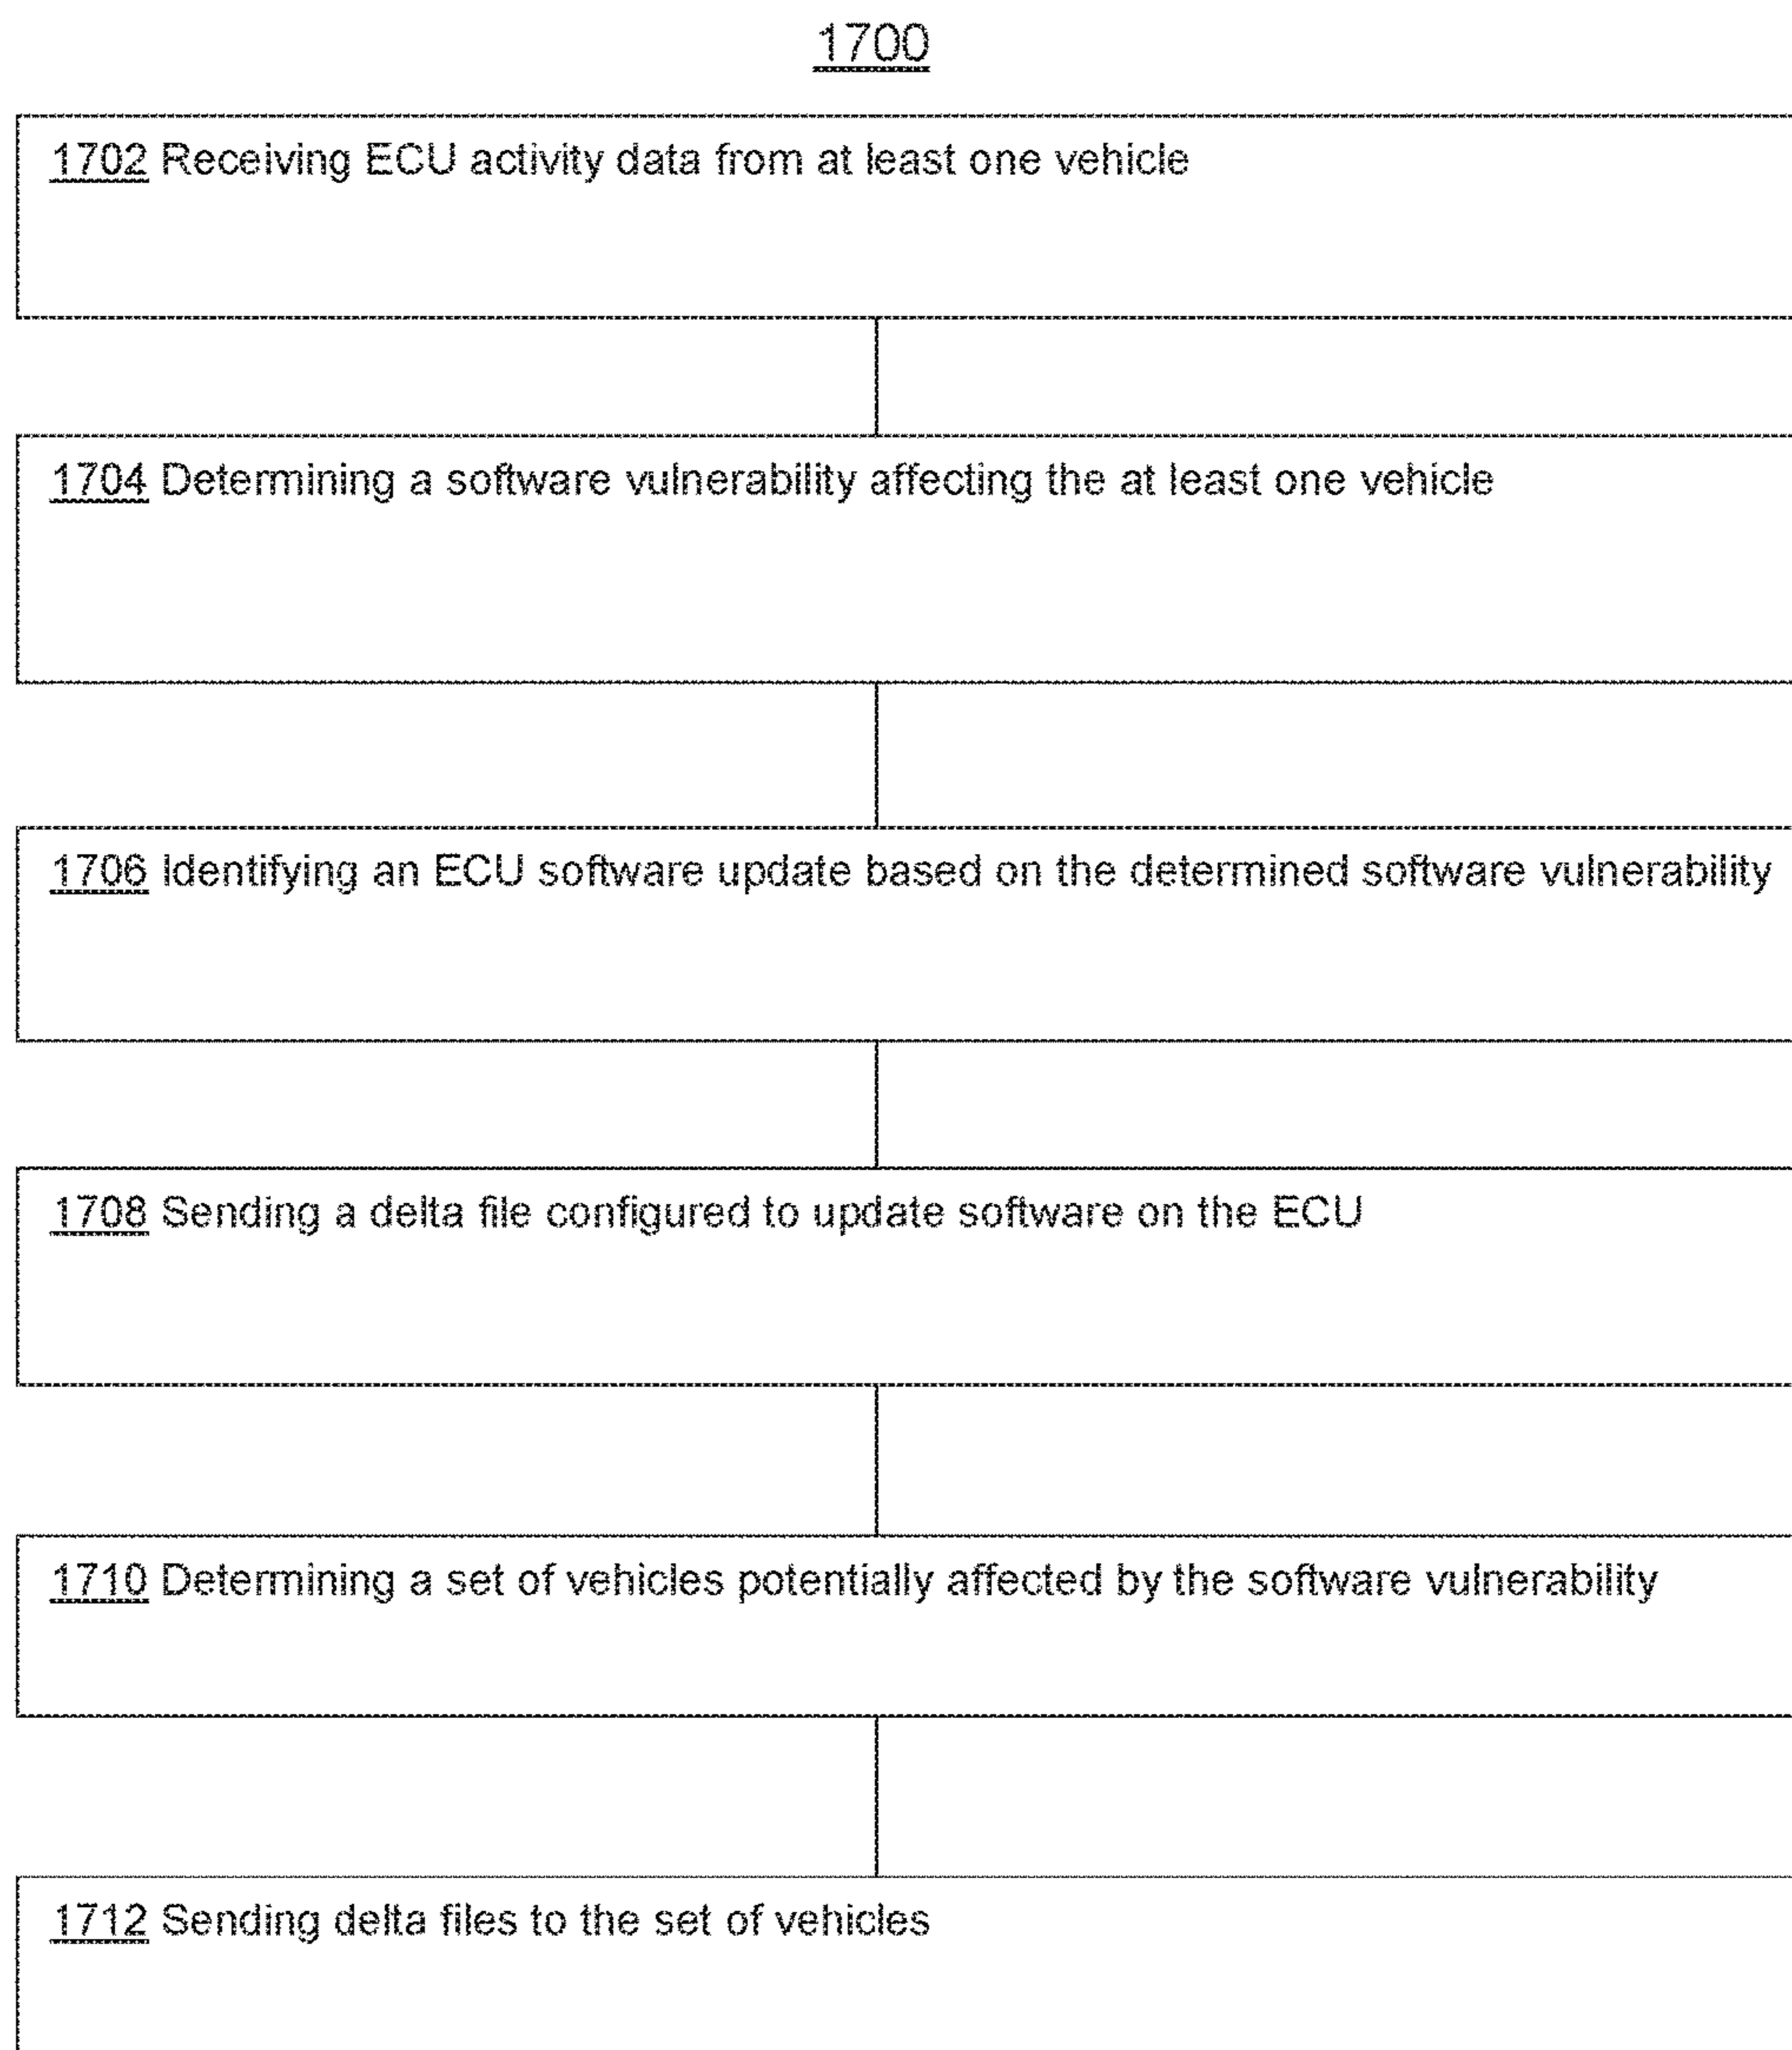 1700
1702 Receiving ECU activity data from at least one vehicle
1704 Determining a software vulnerability affecting the at least one vehicle
1706 Identifying an ECU software update based on the determined software vulnerability
1708 Sending a delta file configured to update software on the ECU
1710 Determining a set of vehicles potentially affected by the software vulnerability
1712 Sending delta files to the set of vehicles